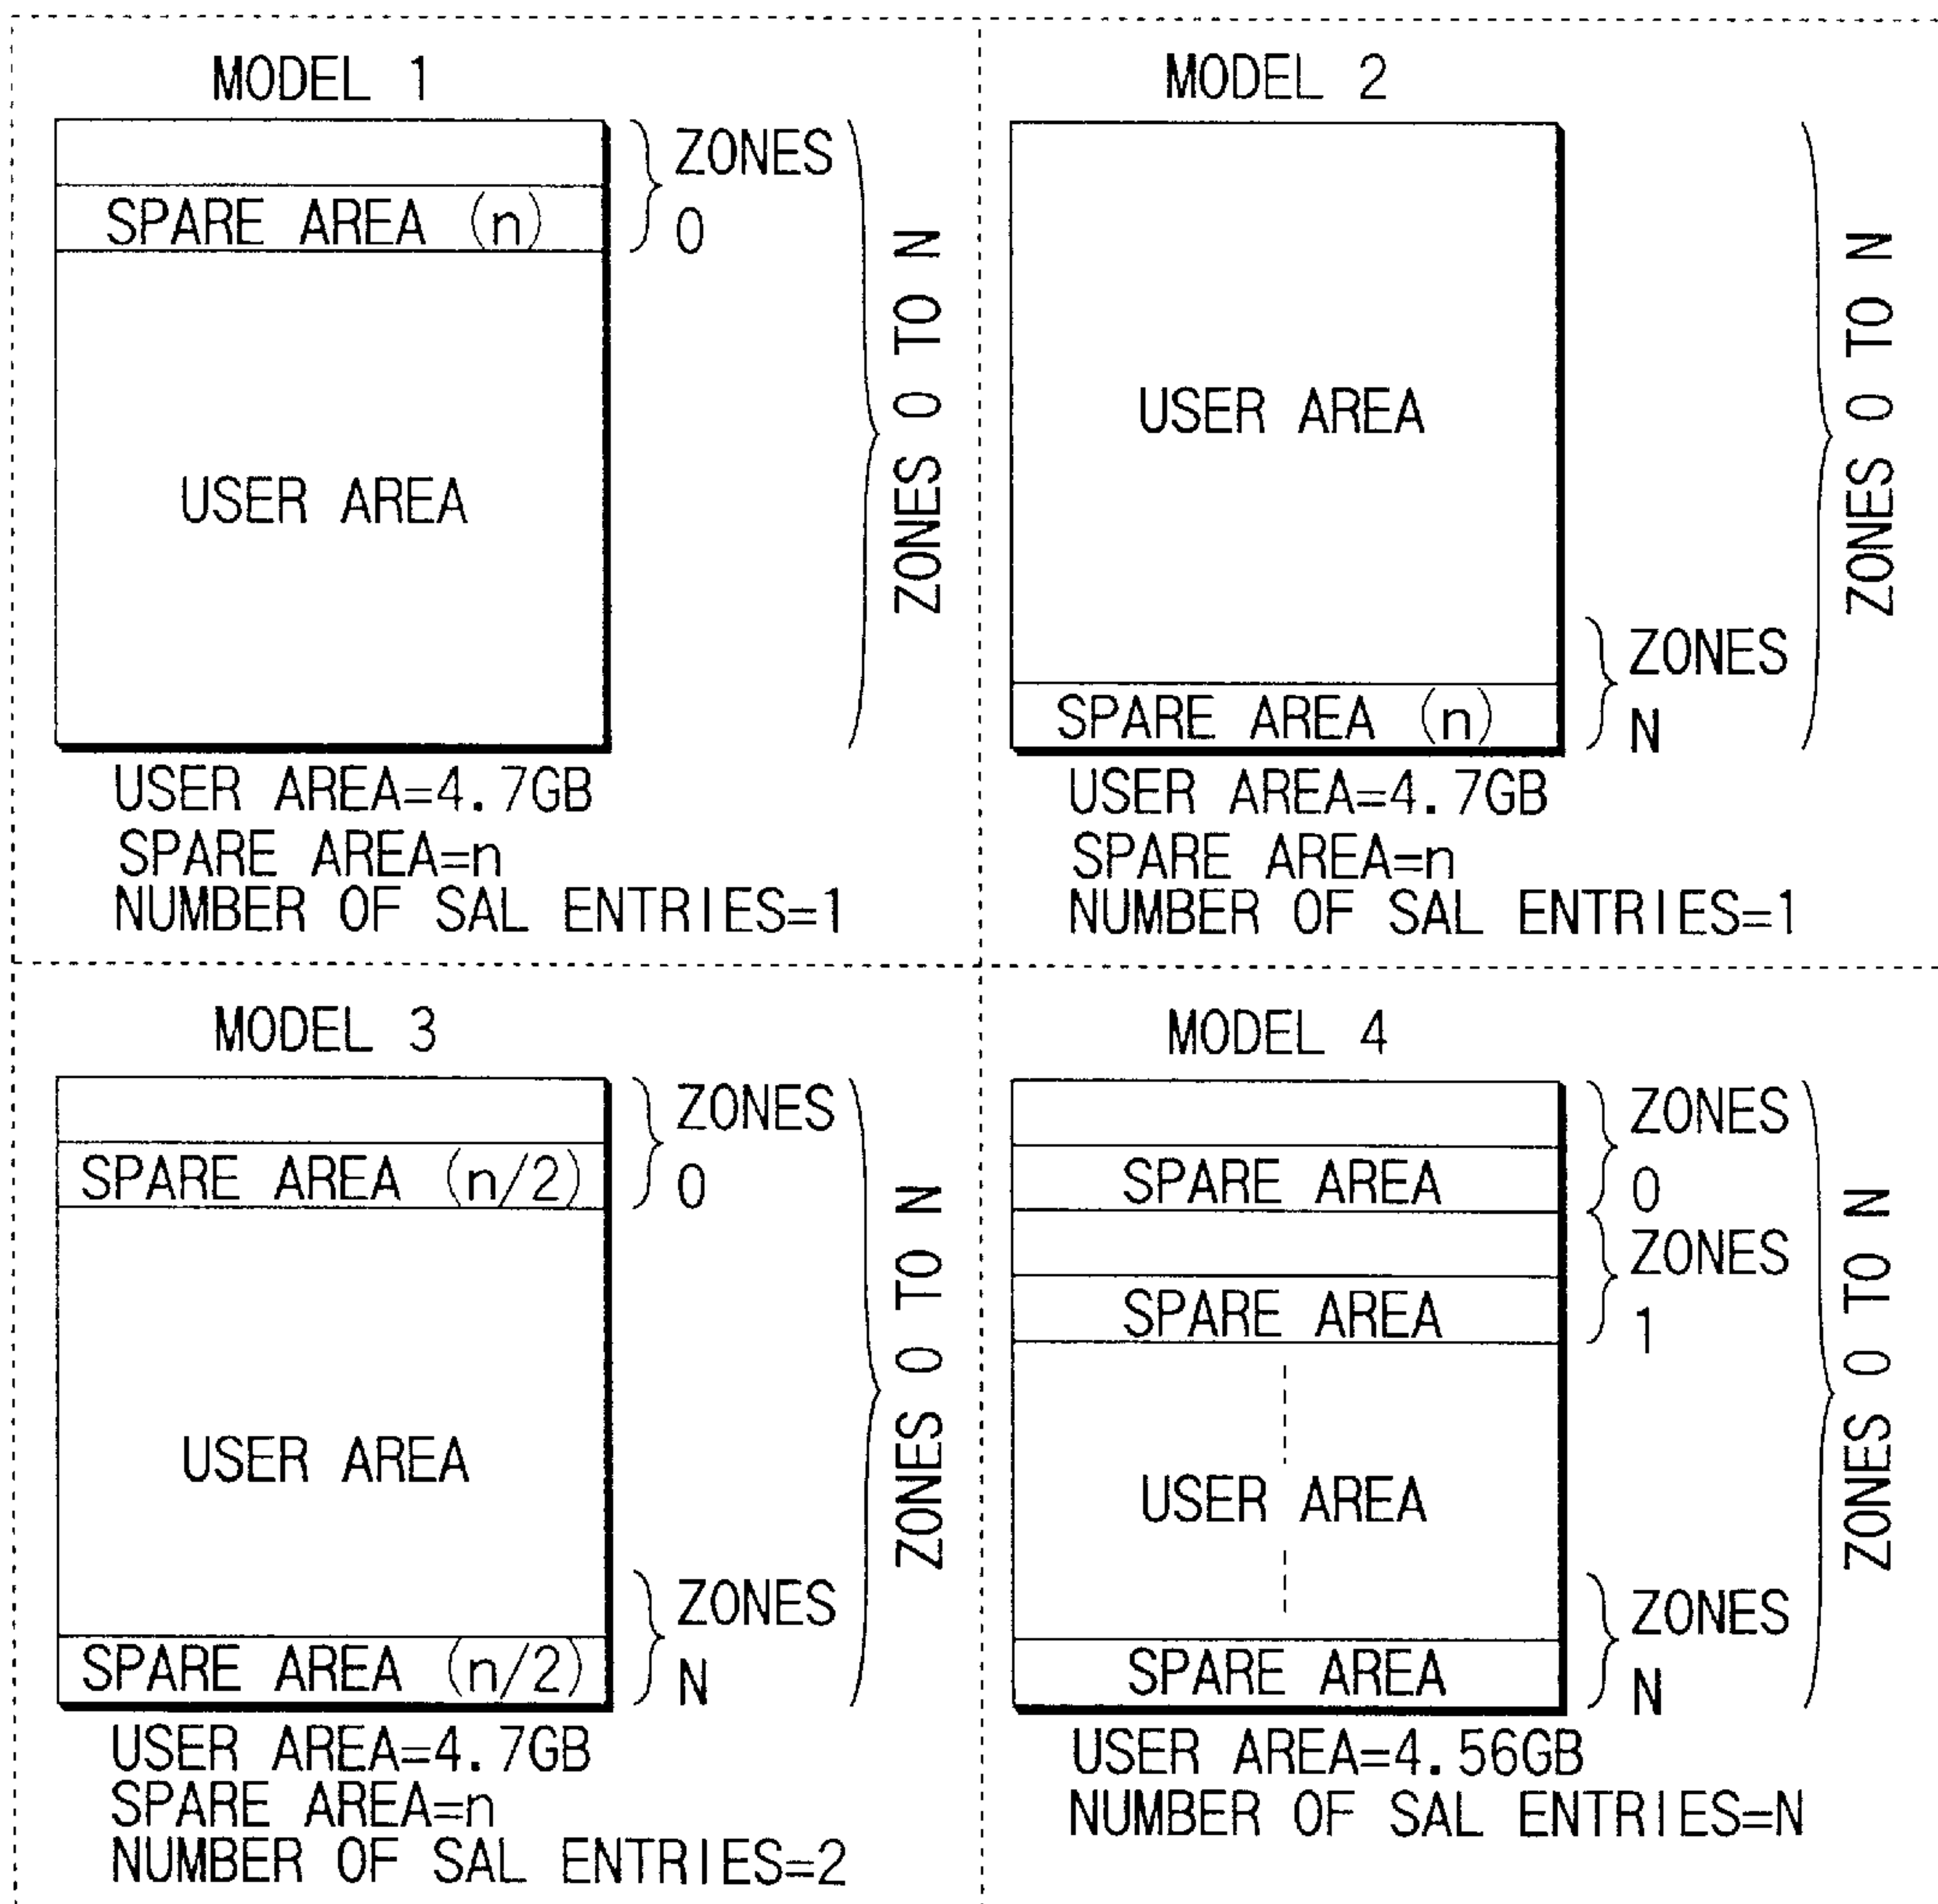 MODEL 1
ZONES
SPARE AREA (n)
0
USER AREA
ZONES 0 TO N
USER AREA=4.7GB
SPARE AREA=n
NUMBER OF SAL ENTRIES=1
MODEL 2
USER AREA
ZONES
SPARE AREA (n)
N
ZONES 0 TO N
USER AREA=4.7GB
SPARE AREA=n
NUMBER OF SAL ENTRIES=1
MODEL 3
ZONES
SPARE AREA (n/2)
0
USER AREA
ZONES
SPARE AREA (n/2)
N
ZONES 0 TO N
USER AREA=4.7GB
SPARE AREA=n
NUMBER OF SAL ENTRIES=2
MODEL 4
ZONES
SPARE AREA
0
ZONES
SPARE AREA
1
USER AREA
ZONES
SPARE AREA
N
ZONES 0 TO N
USER AREA=4.56GB
NUMBER OF SAL ENTRIES=N